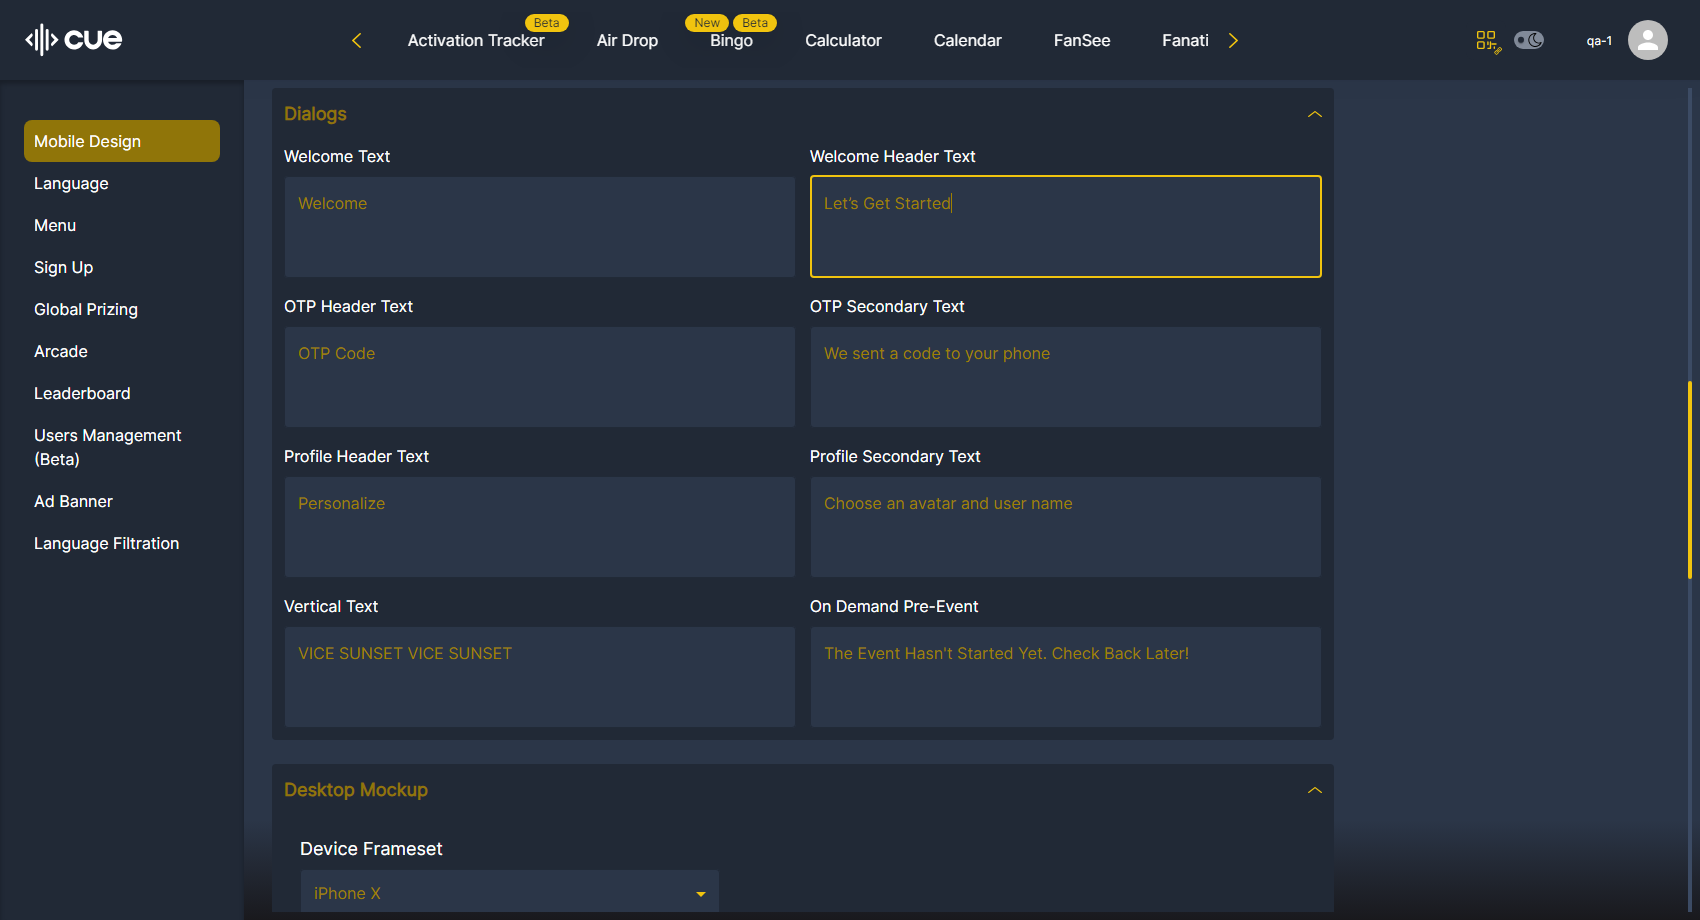 cue
Activation Tracker
Beta
Air Drop
New
Beta
Bingo
Calculator
Calendar
FanSee
Fanati
qa-1
Mobile Design
Language
Menu
Sign Up
Global Prizing
Arcade
Leaderboard
Users Management
(Beta)
Ad Banner
Language Filtration
Dialogs
Welcome Text
Welcome
Welcome Header Text
Let’s Get Started
OTP Header Text
OTP Code
OTP Secondary Text
We sent a code to your phone
Profile Header Text
Personalize
Profile Secondary Text
Choose an avatar and user name
Vertical Text
VICE SUNSET VICE SUNSET
On Demand Pre-Event
The Event Hasn't Started Yet. Check Back Later!
Desktop Mockup
Device Frameset
iPhone X